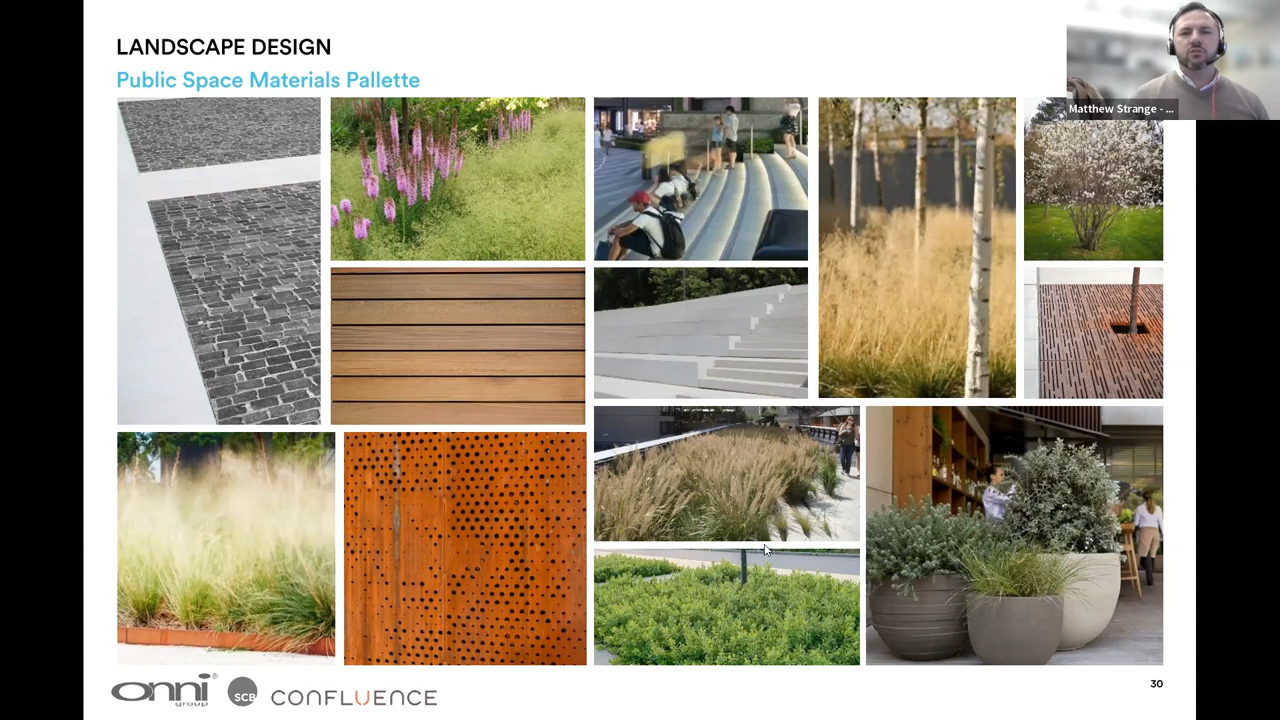 LANDSCAPE DESIGN
Public Space Materials Pallette
Matthew Strange - ...
onni
group
SCB
CONFLUENCE
30